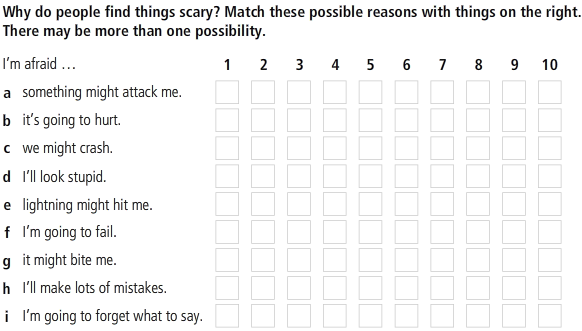 Why do people find things scary? Match these possible reasons with things on the right.
There may be more than one possibility.
I'm afraid … 1 2 3 4 5 6 7 8 9 10
a something might attack me.
b it's going to hurt.
c we might crash.
d I'll look stupid.
e lightning might hit me.
f I'm going to fail.
g it might bite me.
h I'll make lots of mistakes.
i I'm going to forget what to say.